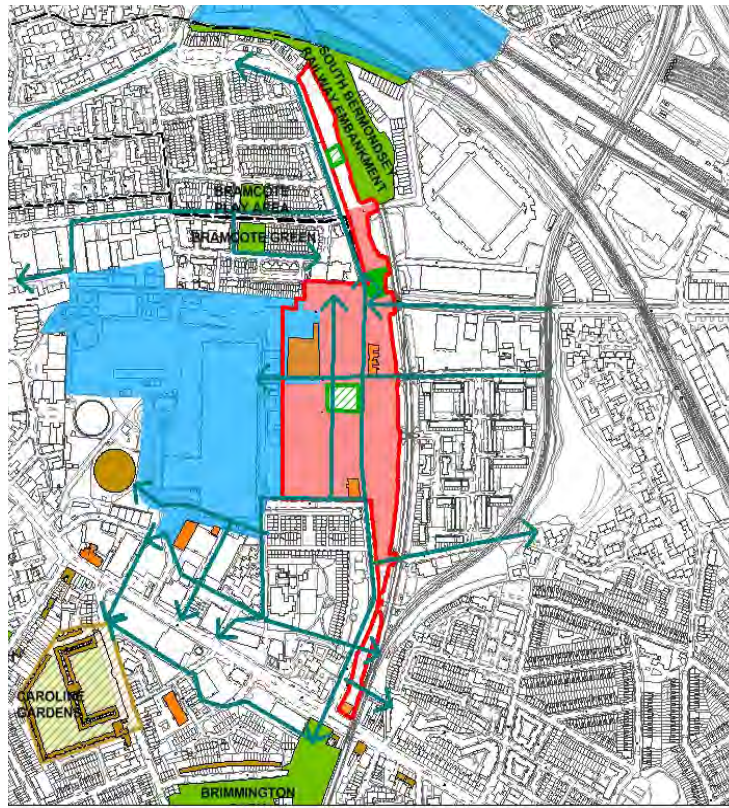 SOUTH BERMONDSEY
RAILWAY EMBANKMENT
BRAMCOTE
PLAY AREA
BRAMCOTE GREEN
CAROLINE
GARDENS
BRIMMINGTON